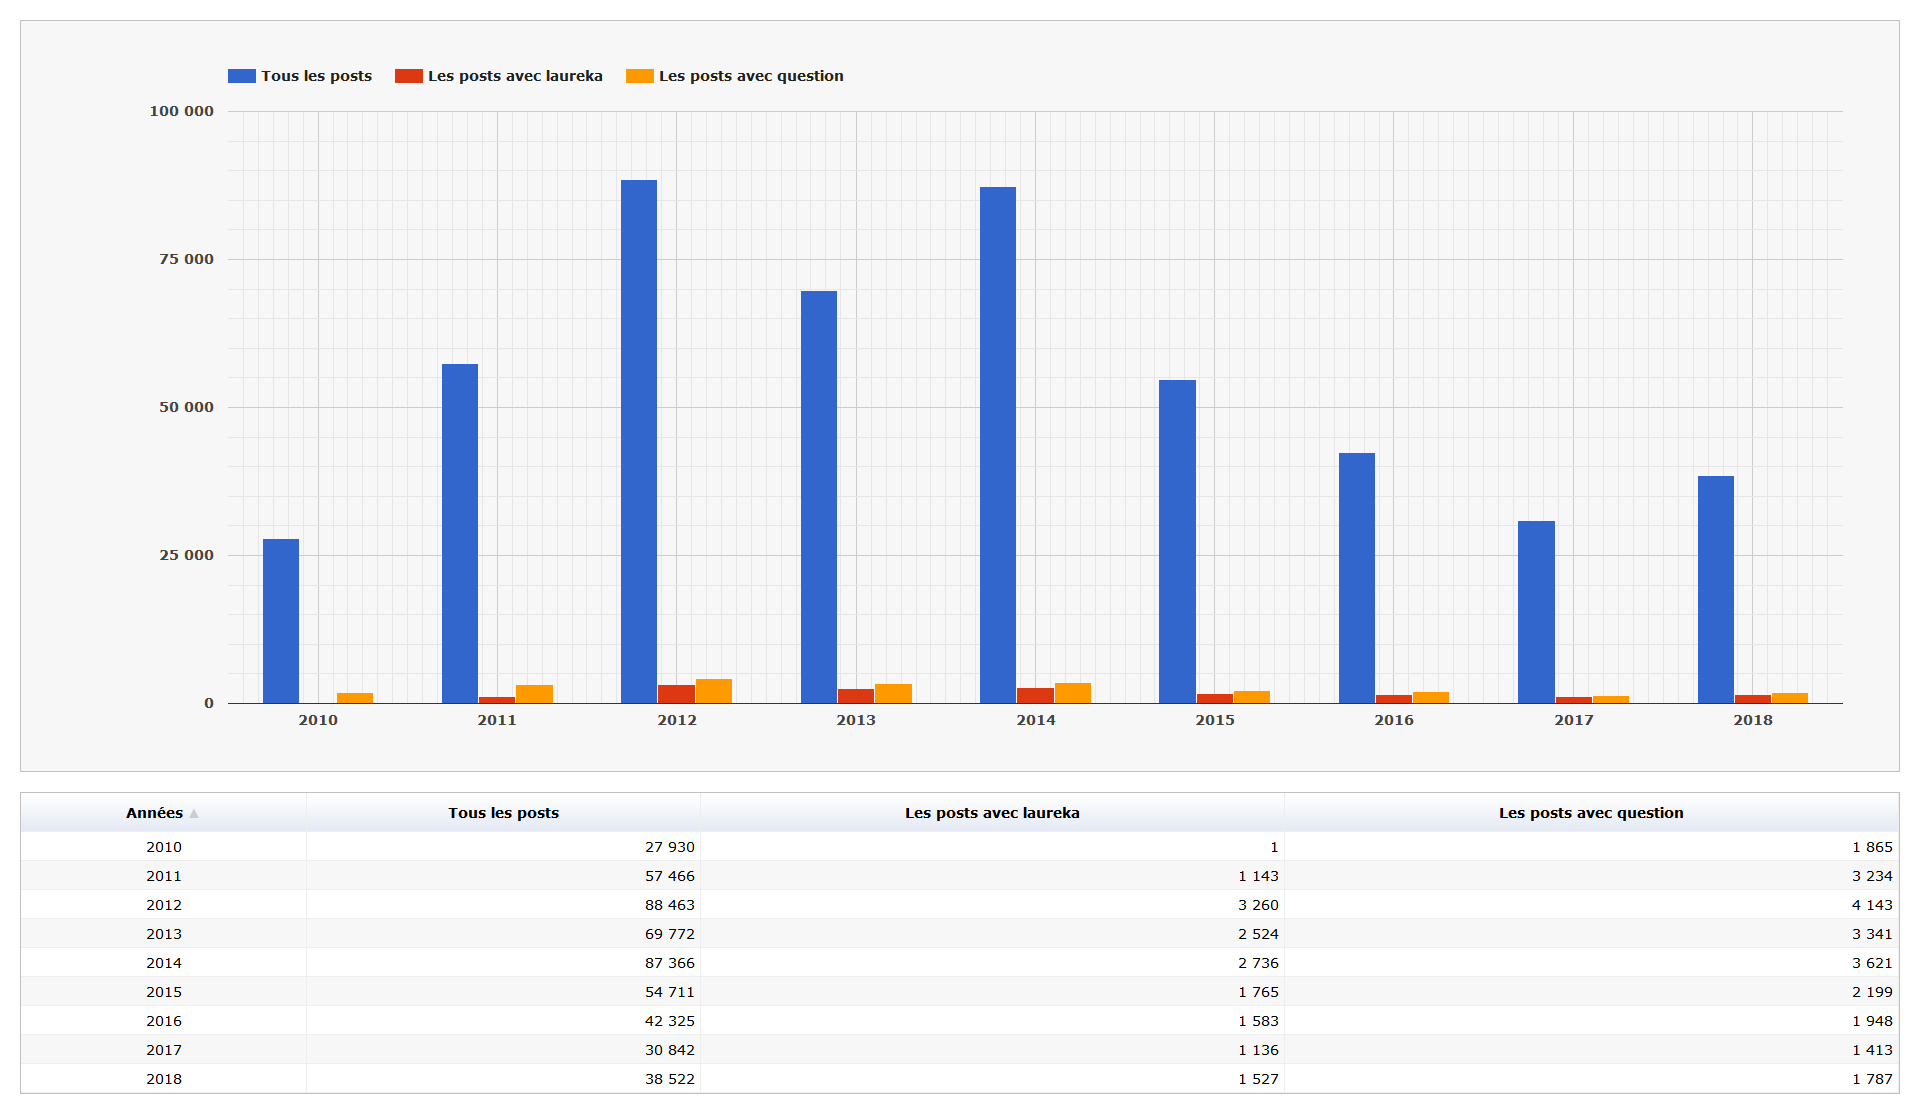 Tous les posts Les posts avec laureka Les posts avec question
100 000
75 000
50 000
25 000
0
2010 2011 2012 2013 2014 2015 2016 2017 2018
Années Tous les posts Les posts avec laureka Les posts avec question
2010 27 930 1 1 865
2011 57 466 1 143 3 234
2012 88 463 3 260 4 143
2013 69 772 2 524 3 341
2014 87 366 2 736 3 621
2015 54 711 1 765 2 199
2016 42 325 1 583 1 948
2017 30 842 1 136 1 413
2018 38 522 1 527 1 787